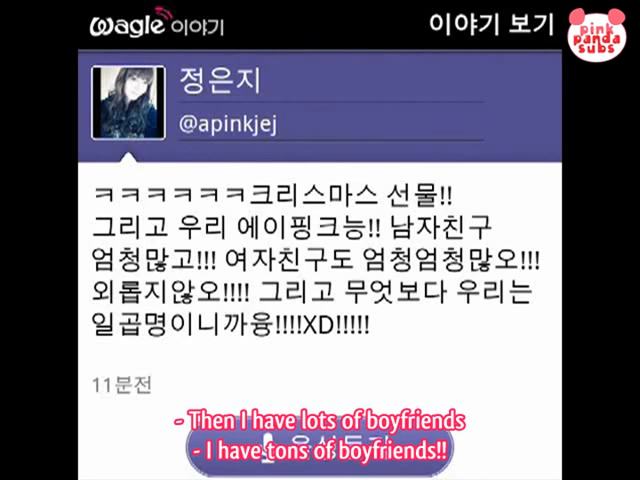 wagle 이야기
이야기 보기
pink
panda
subs
정은지
@apinkjej
ㅋㅋㅋㅋㅋㅋ크리스마스 선물!!
그리고 우리 에이핑크능!! 남자친구
엄청많고!!! 여자친구도 엄청엄청많오!!!
외롭지않오!!!! 그리고 무엇보다 우리는
일곱명이니까융!!!!XD!!!!!
11분전
- Then I have lots of boyfriends
- I have tons of boyfriends!!